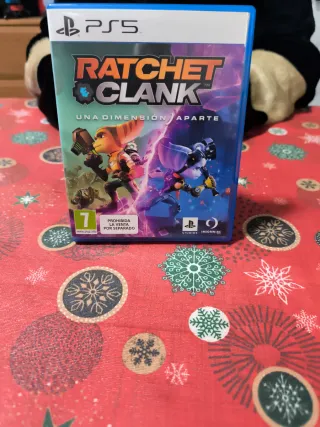 PS5
RATCHET
CLANK
UNA DIMENSIÓN APARTE
7
PROHIBIDA
LA VENTA
POR SEPARADO